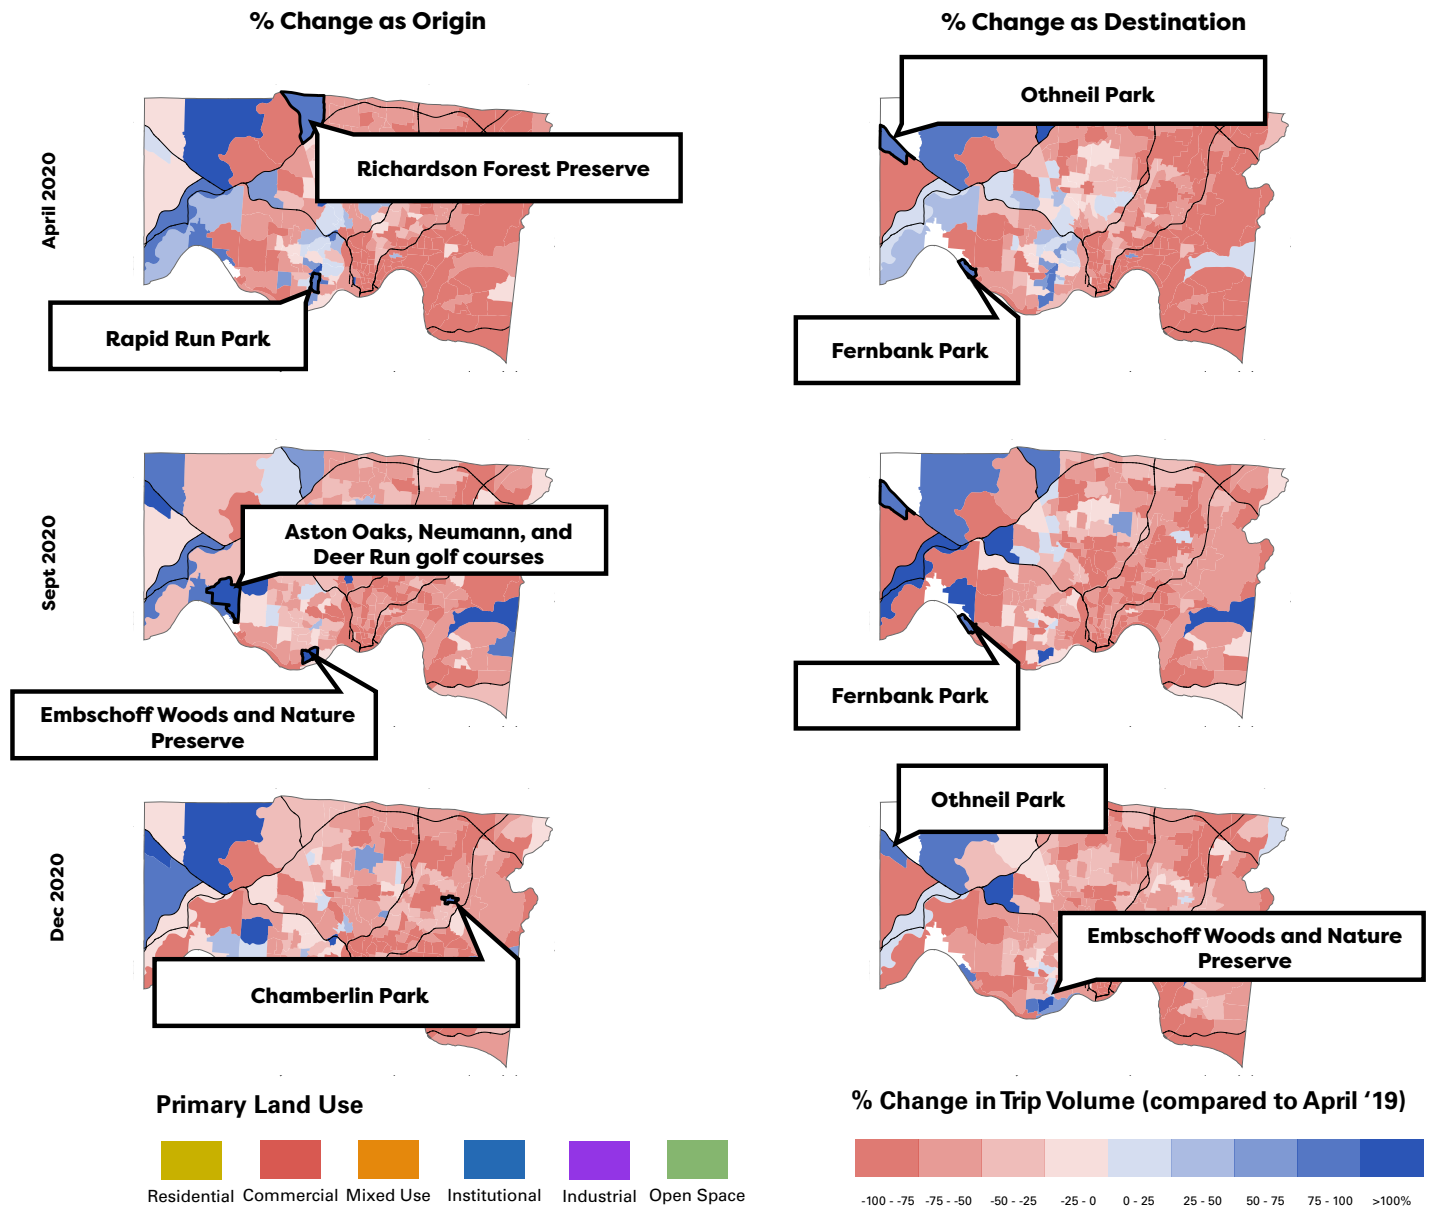 % Change as Origin
% Change as Destination
April 2020
Othneil Park
Richardson Forest Preserve
Rapid Run Park
Fernbank Park
Sept 2020
Aston Oaks, Neumann, and
Deer Run golf courses
Embschoff Woods and Nature
Preserve
Fernbank Park
Dec 2020
Othneil Park
Chamberlin Park
Embschoff Woods and Nature
Preserve
Primary Land Use
Residential Commercial Mixed Use Institutional Industrial Open Space
% Change in Trip Volume (compared to April ‘19)
-100 - -75 -75 - -50 -50 - -25 -25 - 0 0 - 25 25 - 50 50 - 75 75 - 100 >100%